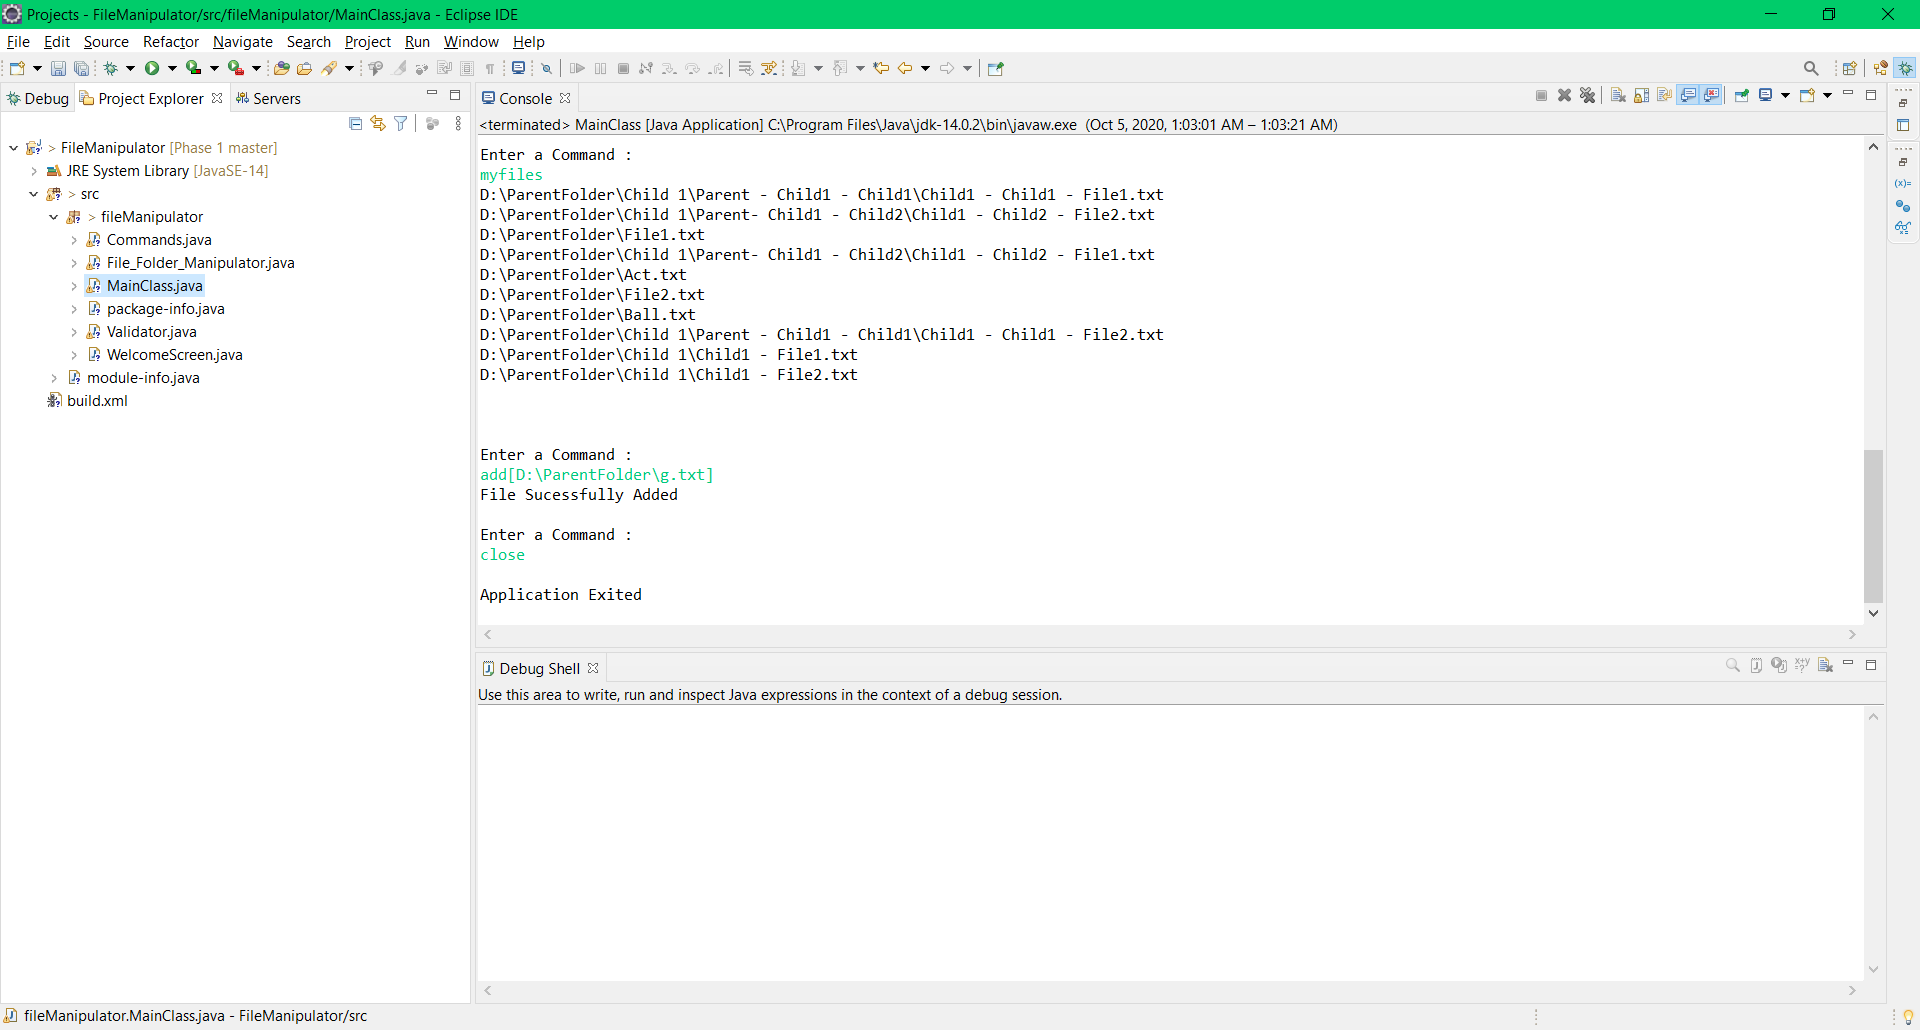 Projects - FileManipulator/src/fileManipulator/MainClass.java - Eclipse IDE
File Edit Source Refactor Navigate Search Project Run Window Help
Debug Project Explorer Servers
> FileManipulator [Phase 1 master]
JRE System Library [JavaSE-14]
> src
> fileManipulator
Commands.java
File_Folder_Manipulator.java
MainClass.java
package-info.java
Validator.java
WelcomeScreen.java
module-info.java
build.xml
Console
<terminated> MainClass [Java Application] C:\Program Files\Java\jdk-14.0.2\bin\javaw.exe (Oct 5, 2020, 1:03:01 AM – 1:03:21 AM)
Enter a Command :
myfiles
D:\ParentFolder\Child 1\Parent - Child1 - Child1\Child1 - Child1 - File1.txt
D:\ParentFolder\Child 1\Parent- Child1 - Child2\Child1 - Child2 - File2.txt
D:\ParentFolder\File1.txt
D:\ParentFolder\Child 1\Parent- Child1 - Child2\Child1 - Child2 - File1.txt
D:\ParentFolder\Act.txt
D:\ParentFolder\File2.txt
D:\ParentFolder\Ball.txt
D:\ParentFolder\Child 1\Parent - Child1 - Child1\Child1 - Child1 - File2.txt
D:\ParentFolder\Child 1\Child1 - File1.txt
D:\ParentFolder\Child 1\Child1 - File2.txt
Enter a Command :
add[D:\ParentFolder\g.txt]
File Sucessfully Added
Enter a Command :
close
Application Exited
Debug Shell
Use this area to write, run and inspect Java expressions in the context of a debug session.
fileManipulator.MainClass.java - FileManipulator/src